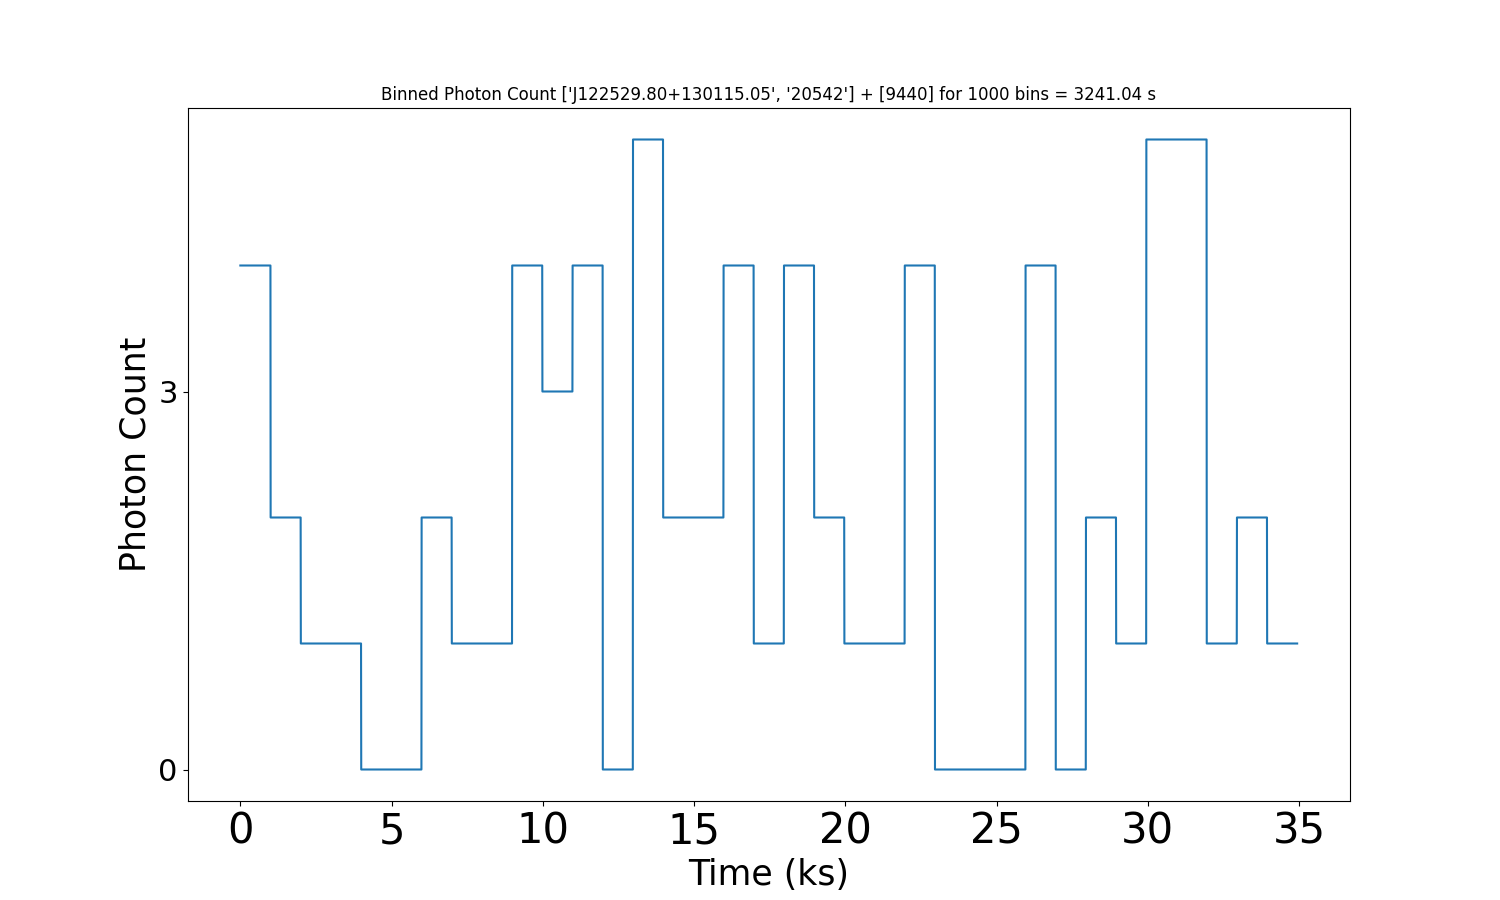 Binned Photon Count ['J122529.80+130115.05', '20542'] + [9440] for 1000 bins = 3241.04 s
Photon Count
3
0
0 5 10 15 20 25 30 35
Time (ks)